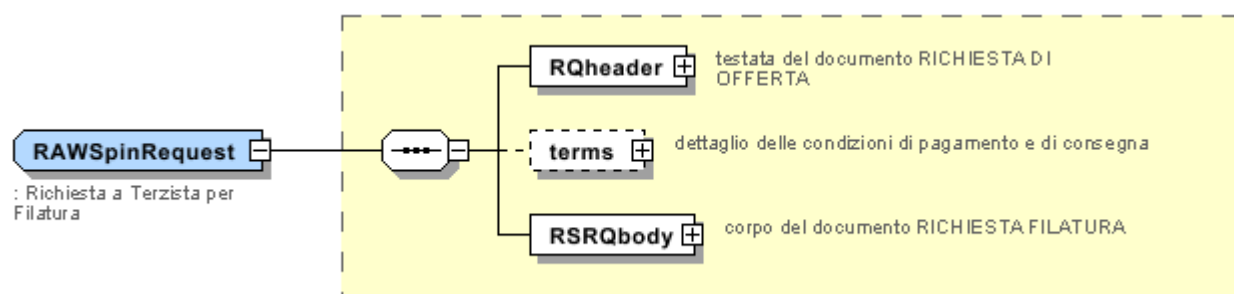 RQheader
testata del documento RICHIESTA DI
OFFERTA
RAWSpinRequest
: Richiesta a Terzista per
Filatura
terms
dettaglio delle condizioni di pagamento e di consegna
RSRQbody
corpo del documento RICHIESTA FILATURA